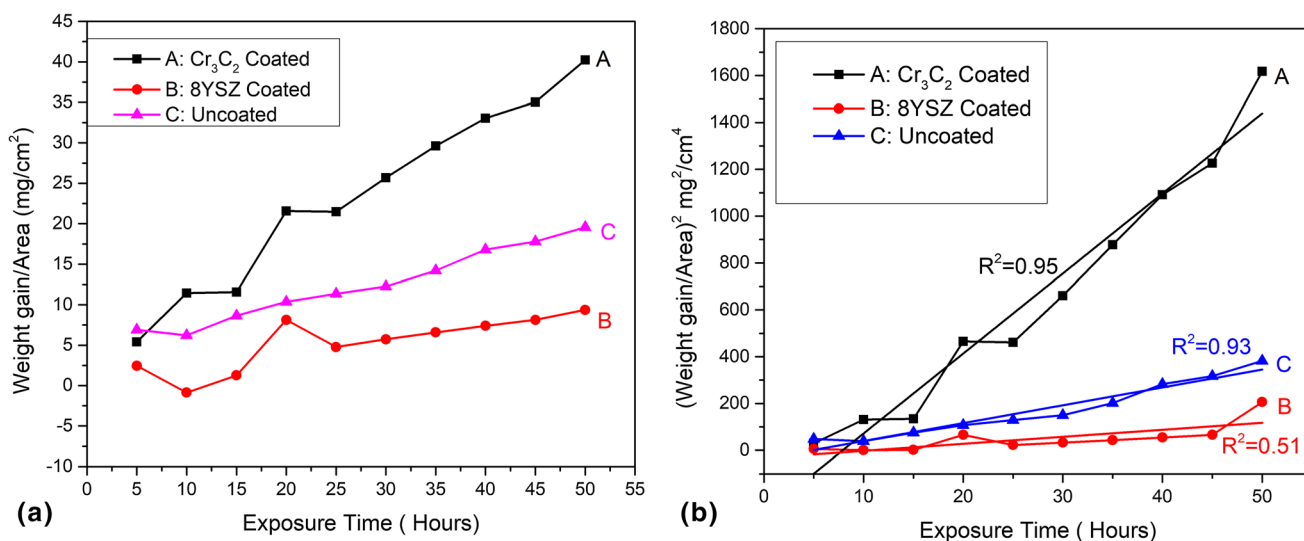 45
40
35
30
25
20
15
10
5
0
-5
-10
Weight gain/Area (mg/cm²)
A: Cr₃C₂ Coated
B: 8YSZ Coated
C: Uncoated
A
C
B
0 5 10 15 20 25 30 35 40 45 50 55
Exposure Time ( Hours)
(a)
1800
1600
1400
1200
1000
800
600
400
200
0
(Weight gain/Area)² mg²/cm⁴
A: Cr₃C₂ Coated
B: 8YSZ Coated
C: Uncoated
A
R²=0.95
R²=0.93
C
B
R²=0.51
0 10 20 30 40 50
Exposure Time ( Hours)
(b)